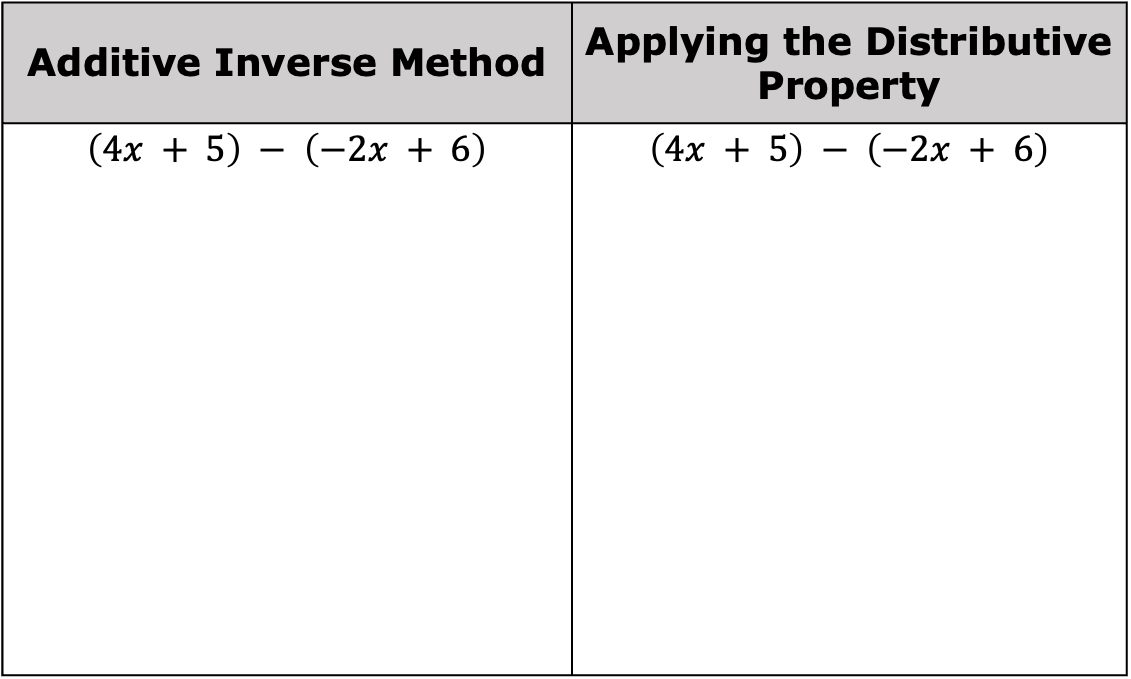 Additive Inverse Method
Applying the Distributive
Property
(4x + 5) − (−2x + 6)
(4x + 5) − (−2x + 6)